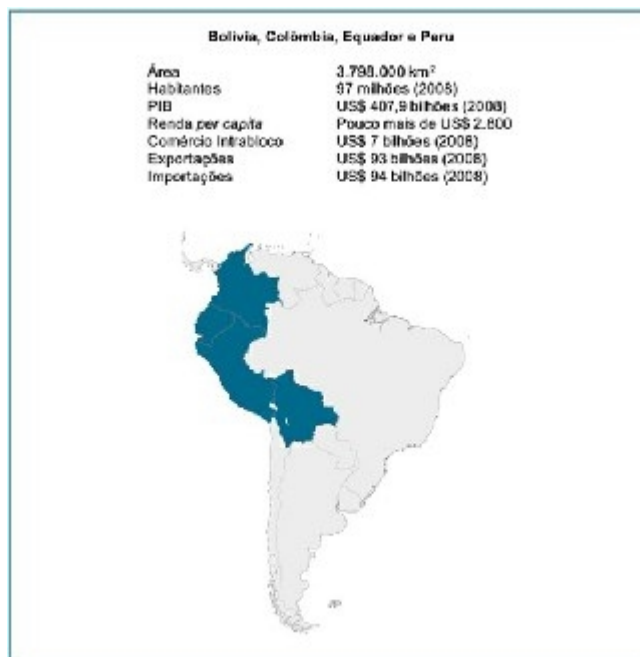 Bolívia, Colômbia, Equador e Peru
Área 3.798.000 km²
Habitantes 97 milhões (2008)
PIB US$ 407,9 bilhões (2008)
Renda per capita Pouco mais de US$ 2.800
Comércio Intrabloco US$ 7 bilhões (2008)
Exportações US$ 93 bilhões (2008)
Importações US$ 94 bilhões (2008)